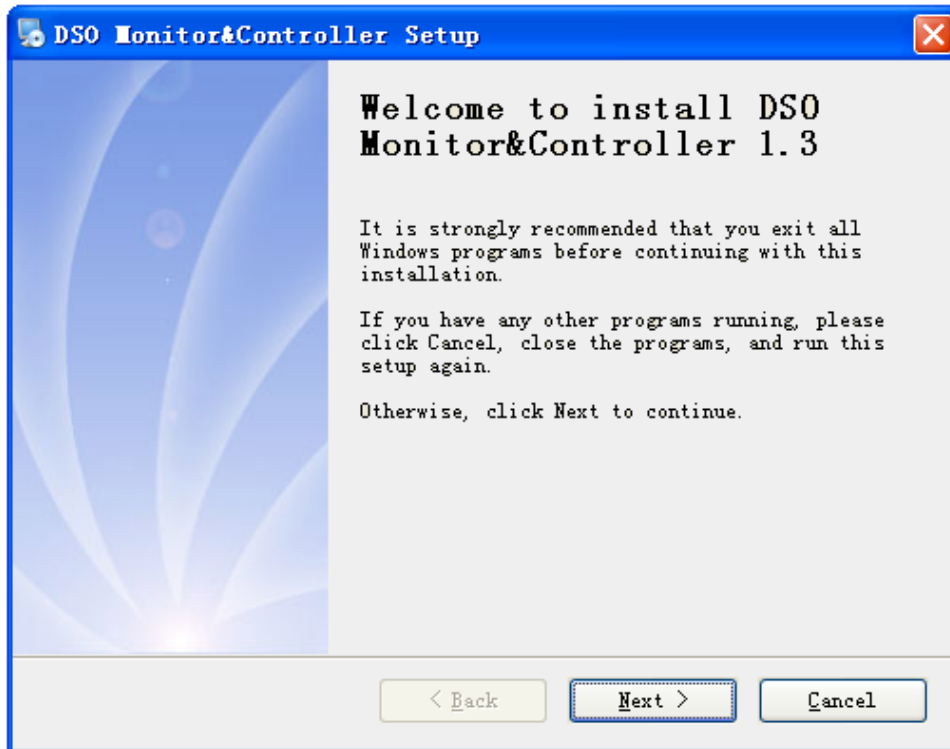 DSO Monitor&Controller Setup
Welcome to install DSO
Monitor&Controller 1.3
It is strongly recommended that you exit all
Windows programs before continuing with this
installation.
If you have any other programs running, please
click Cancel, close the programs, and run this
setup again.
Otherwise, click Next to continue.
< Back
Next >
Cancel